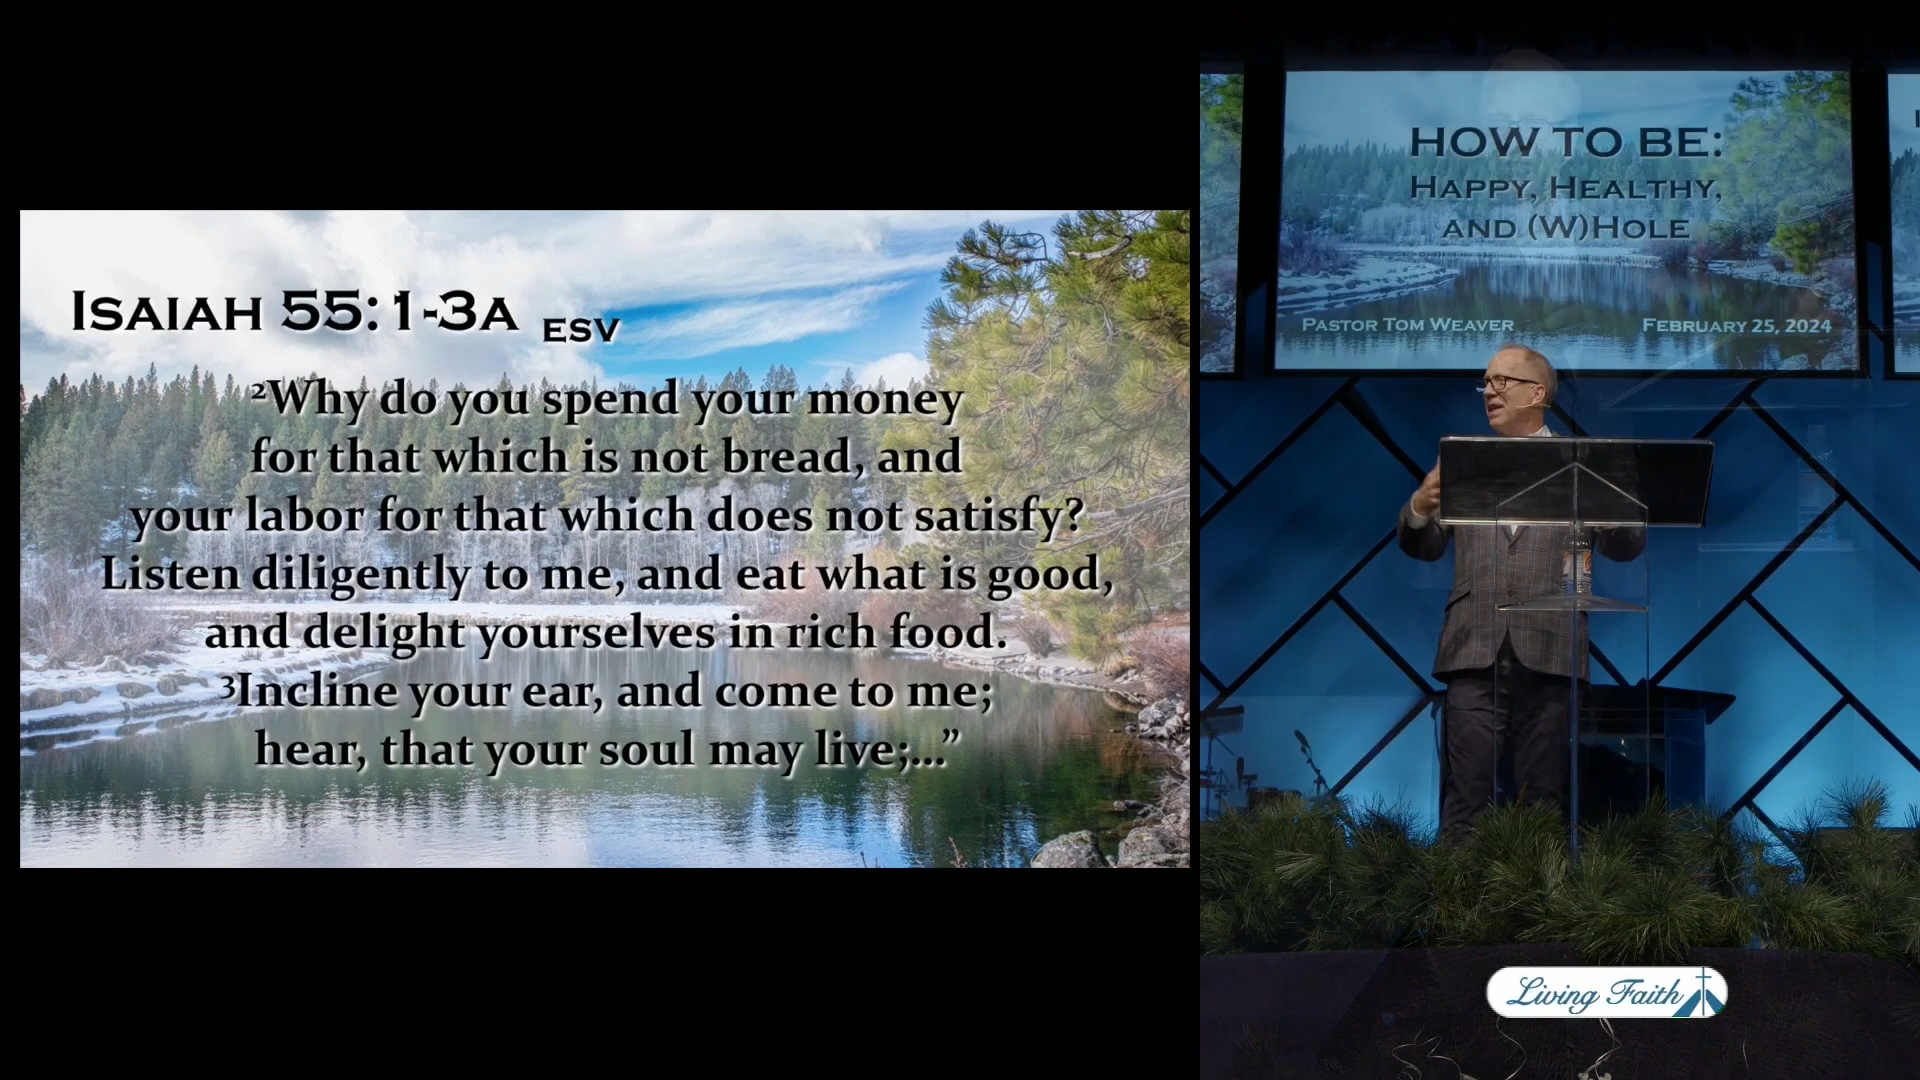 ISAIAH 55:1-3A ESV
²Why do you spend your money
for that which is not bread, and
your labor for that which does not satisfy?
Listen diligently to me, and eat what is good,
and delight yourselves in rich food.
³Incline your ear, and come to me;
hear, that your soul may live;...”
HOW TO BE:
HAPPY, HEALTHY,
AND (W)HOLE
PASTOR TOM WEAVER
FEBRUARY 25, 2024
Living Faith